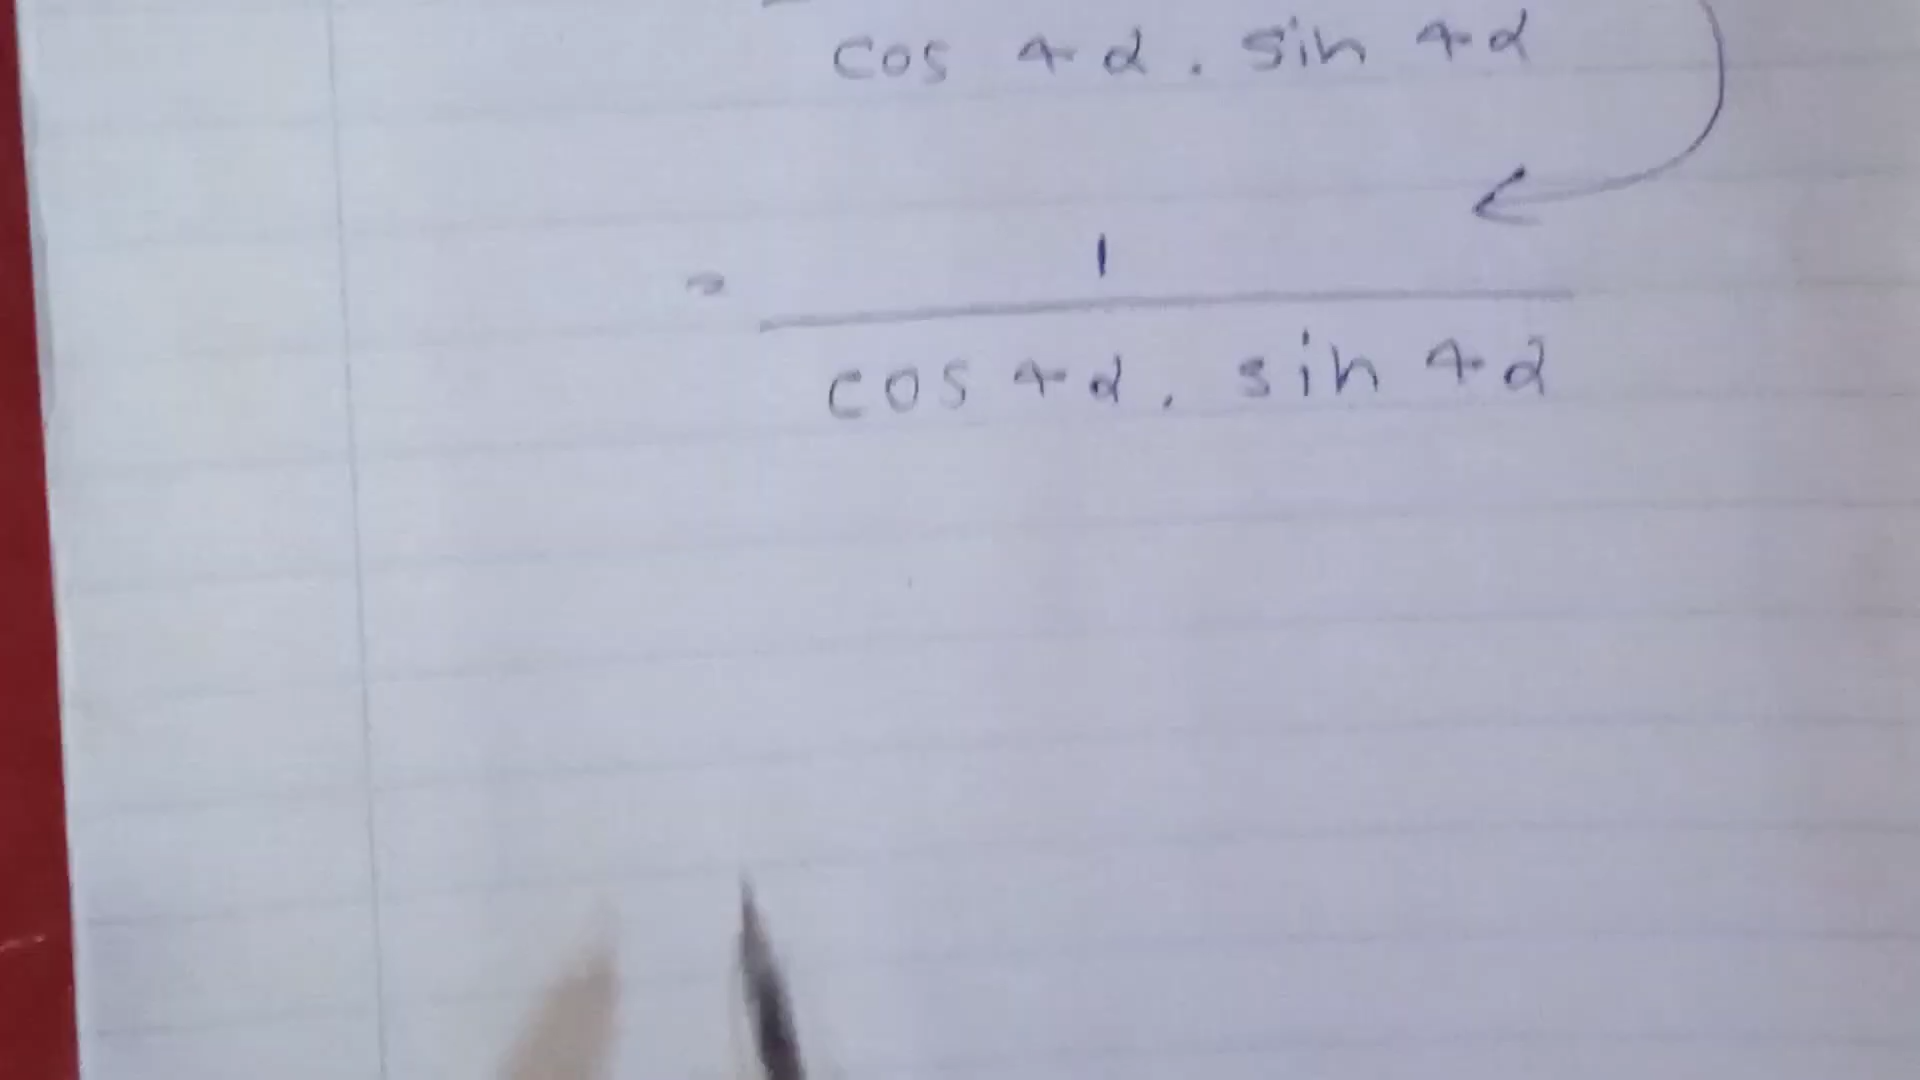 cos 4α . sin 4α
= 1
cos 4α . sin 4α